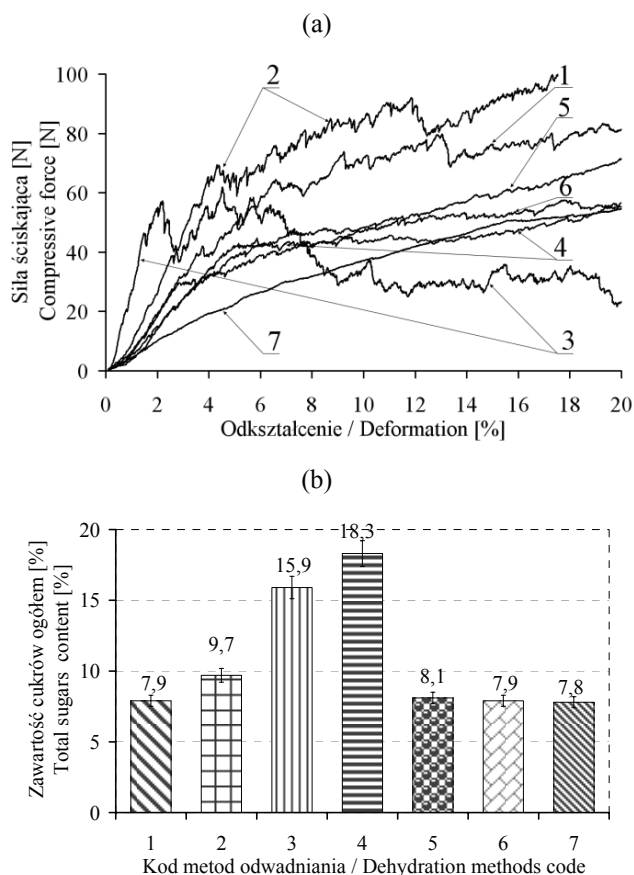 (a)
Siła ściskająca [N]
Compressive force [N]
100
80
60
40
20
0
2
1
5
6
4
7
3
0 2 4 6 8 10 12 14 16 18 20
Odkształcenie / Deformation [%]
(b)
Zawartość cukrów ogółem [%]
Total sugars content [%]
20
15
10
5
0
7,9
9,7
15,9
18,3
8,1
7,9
7,8
1 2 3 4 5 6 7
Kod metod odwadniania / Dehydration methods code